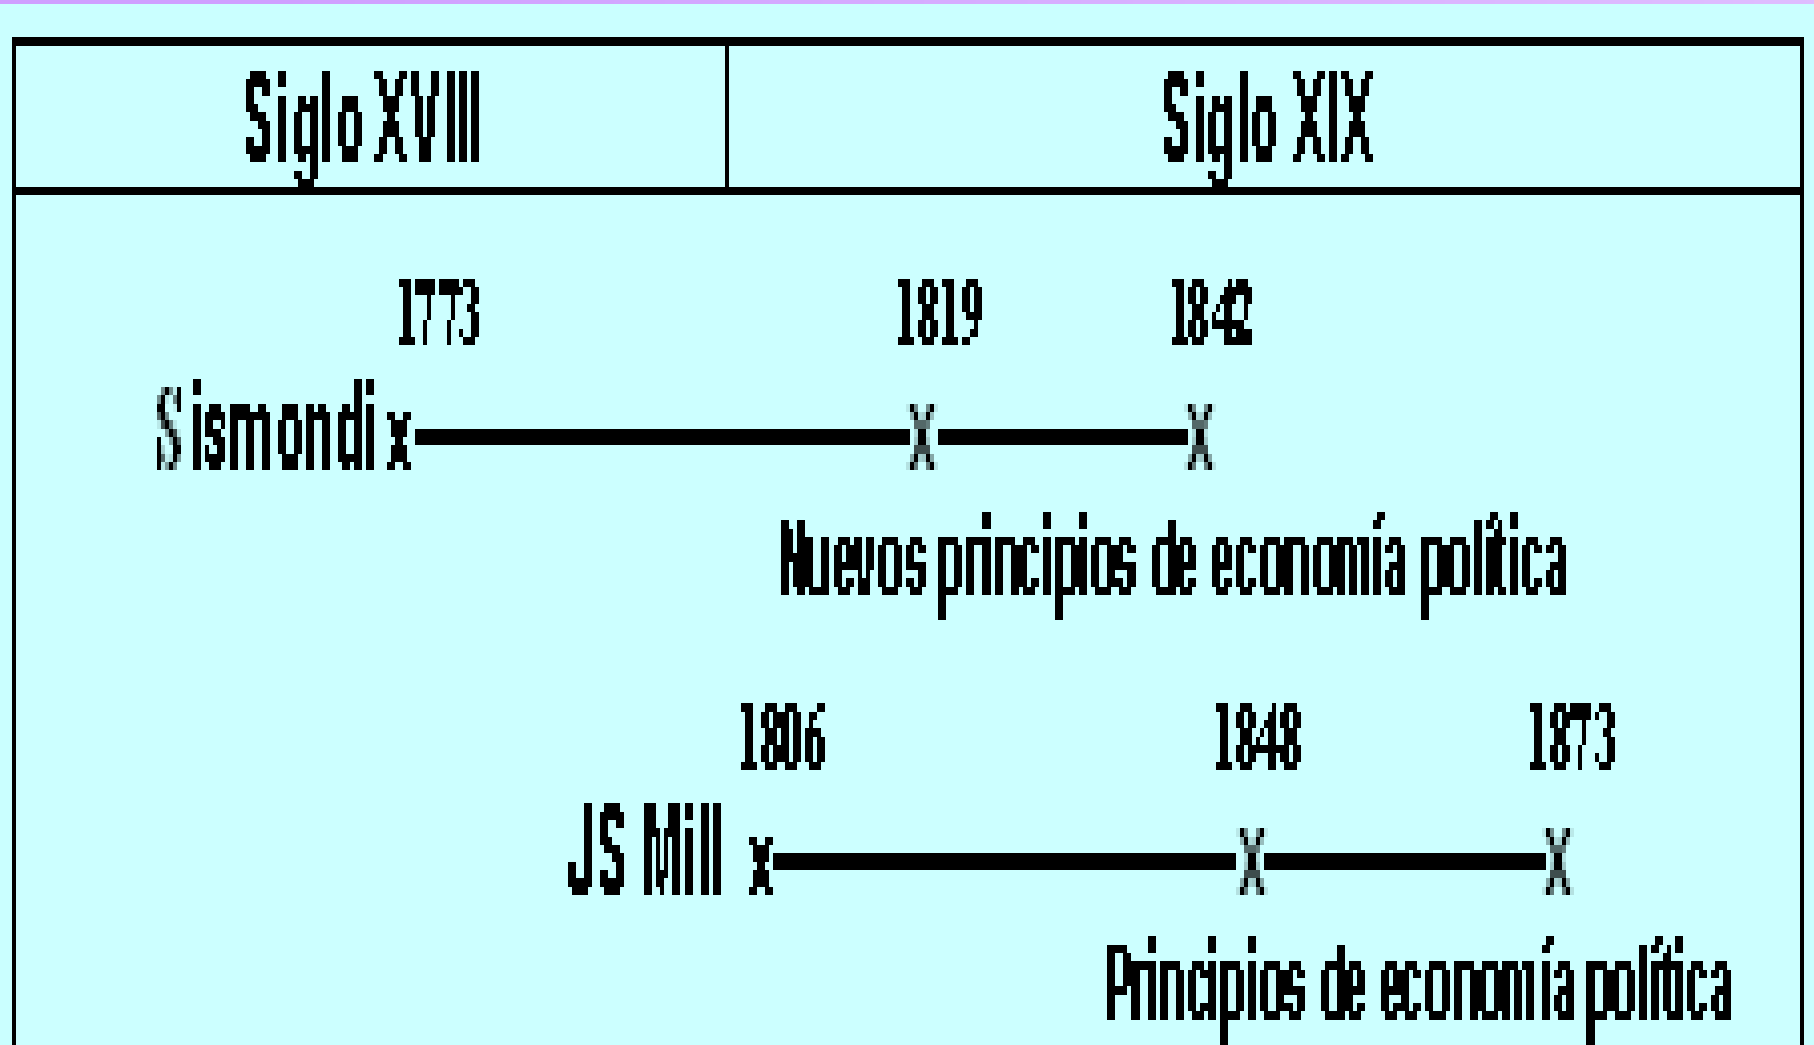 Siglo XVIII Siglo XIX
1773 1819 1842
Sismondi x X X
Nuevos principios de economía política
1806 1848 1873
JS Mill x X X
Principios de economía política